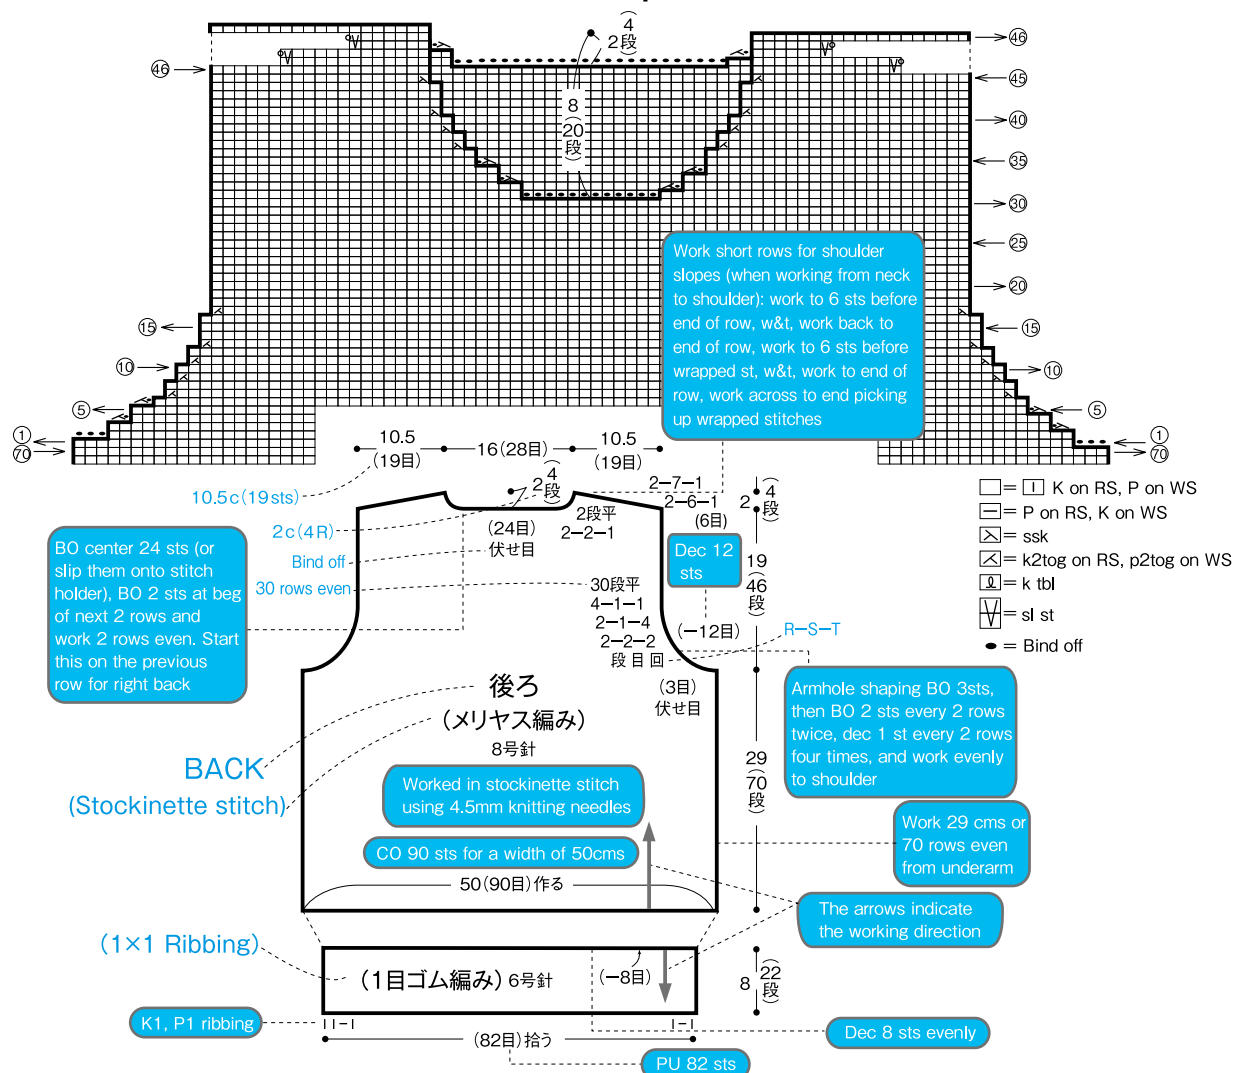 4
2段
46
46
46
8
20
段
45
40
35
30
25
20
15
10
5
1
70
15
10
5
1
70
Work short rows for shoulder
slopes (when working from neck
to shoulder): work to 6 sts before
end of row, w&t, work back to
end of row, work to 6 sts before
wrapped st, w&t, work to end of
row, work across to end picking
up wrapped stitches
10.5
(19目)
16(28目)
10.5
(19目)
10.5c(19sts)
2c(4R)
Bind off
30 rows even
2(4段)
(24目)
伏せ目
2段平
2-2-1
2-7-1
2-6-1
(6目)
2(4段)
BO center 24 sts (or
slip them onto stitch
holder), BO 2 sts at beg
of next 2 rows and
work 2 rows even. Start
this on the previous
row for right back
Dec 12
sts
19
(46段)
30段平
4-1-1
2-1-4
2-2-2
段目回
(-12目)
R-S-T
(3目)
伏せ目
□=| K on RS, P on WS
― = P on RS, K on WS
= ssk
= k2tog on RS, p2tog on WS
= k tbl
= sl st
● = Bind off
後ろ
(メリヤス編み)
8号針
BACK
(Stockinette stitch)
Armhole shaping BO 3sts,
then BO 2 sts every 2 rows
twice, dec 1 st every 2 rows
four times, and work evenly
to shoulder
Worked in stockinette stitch
using 4.5mm knitting needles
CO 90 sts for a width of 50cms
29
(70段)
Work 29 cms or
70 rows even
from underarm
50(90目)作る
The arrows indicate
the working direction
(1×1 Ribbing)
(1目ゴム編み) 6号針
(-8目)
8(22段)
K1, P1 ribbing
(82目)拾う
Dec 8 sts evenly
PU 82 sts